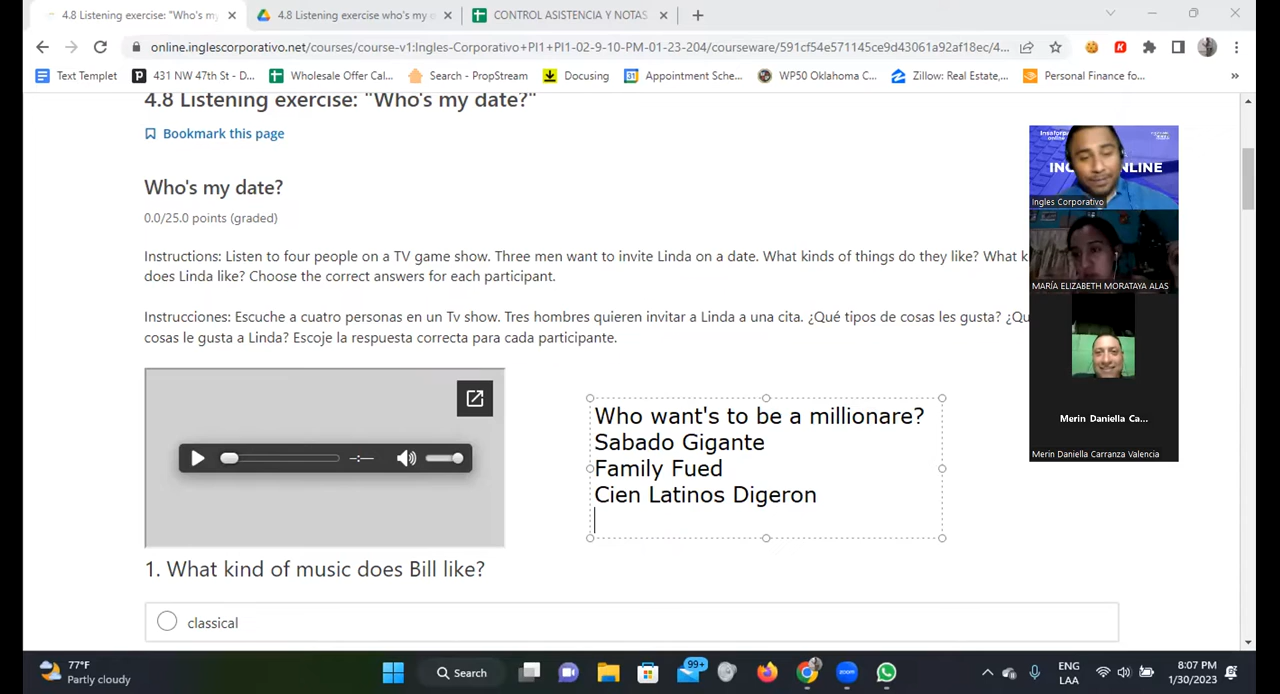 4.8 Listening exercise: "Who's my
4.8 Listening exercise who's my o
CONTROL ASISTENCIA Y NOTAS
online.inglescorporativo.net/courses/course-v1:Ingles-Corporativo+PI1+PI1-02-9-10-PM-01-23-204/courseware/591cf54e571145ce9d43061a92af18ec/4...
Text Templet
431 NW 47th St - D...
Wholesale Offer Cal...
Search - PropStream
Docusing
Appointment Sche...
WP50 Oklahoma C...
Zillow: Real Estate,...
Personal Finance fo...
4.8 Listening exercise: "Who's my date?"
Bookmark this page
Who's my date?
0.0/25.0 points (graded)
Instructions: Listen to four people on a TV game show. Three men want to invite Linda on a date. What kinds of things do they like? What k
does Linda like? Choose the correct answers for each participant.
Instrucciones: Escuche a cuatro personas en un Tv show. Tres hombres quieren invitar a Linda a una cita. ¿Qué tipos de cosas les gusta? ¿Qu
cosas le gusta a Linda? Escoje la respuesta correcta para cada participante.
-:--
Who want's to be a millionare?
Sabado Gigante
Family Fued
Cien Latinos Digeron
1. What kind of music does Bill like?
classical
Ingles Corporativo
MARÍA ELIZABETH MORATAYA ALAS
Merin Daniella Ca...
Merin Daniella Carranza Valencia
77°F
Partly cloudy
Search
99+
ENG
LAA
8:07 PM
1/30/2023